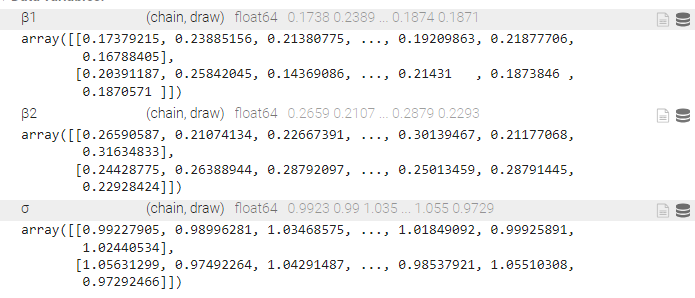 β1 (chain, draw) float64 0.1738 0.2389 ... 0.1874 0.1871
array([[0.17379215, 0.23885156, 0.21380775, ..., 0.19209863, 0.21877706,
0.16788405],
[0.20391187, 0.25842045, 0.14369086, ..., 0.21431   , 0.1873846 ,
0.1870571 ]])
β2 (chain, draw) float64 0.2659 0.2107 ... 0.2879 0.2293
array([[0.26590587, 0.21074134, 0.22667391, ..., 0.30139467, 0.21177068,
0.31634833],
[0.24428775, 0.26388944, 0.28792097, ..., 0.25013459, 0.28791445,
0.22928424]])
σ (chain, draw) float64 0.9923 0.99 1.035 ... 1.055 0.9729
array([[0.99227905, 0.98996281, 1.03468575, ..., 1.01849092, 0.99925891,
1.02440534],
[1.05631299, 0.97492264, 1.04291487, ..., 0.98537921, 1.05510308,
0.97292466]])